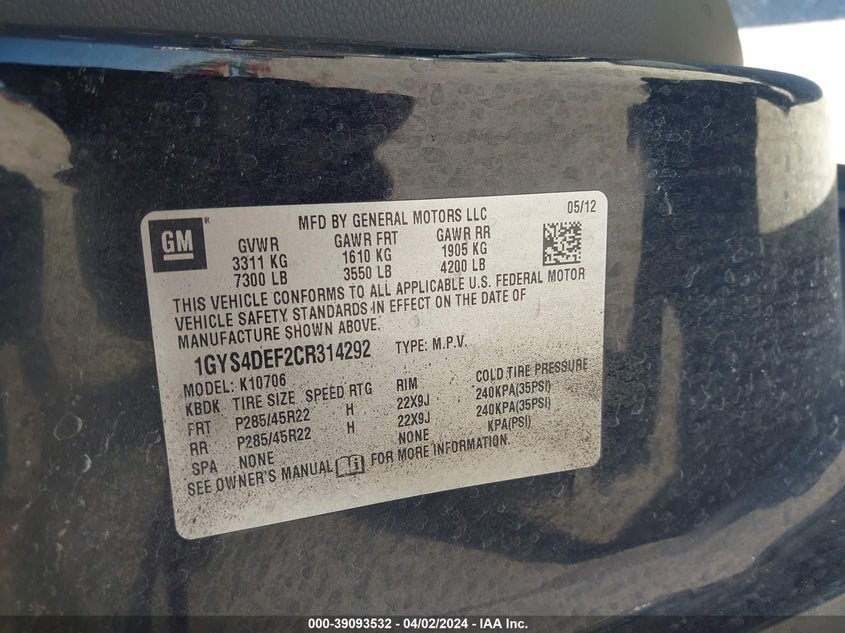 GM
MFD BY GENERAL MOTORS LLC 05/12
GVWR GAWR FRT GAWR RR
3311 KG 1610 KG 1905 KG
7300 LB 3550 LB 4200 LB
THIS VEHICLE CONFORMS TO ALL APPLICABLE U.S. FEDERAL MOTOR
VEHICLE SAFETY STANDARDS IN EFFECT ON THE DATE OF
MANUFACTURE SHOWN ABOVE.
1GYS4DEF2CR314292 TYPE: M.P.V.
MODEL: K10706
KBDK TIRE SIZE SPEED RTG RIM COLD TIRE PRESSURE
FRT P285/45R22 H 22X9J 240KPA(35PSI)
RR P285/45R22 H 22X9J 240KPA(35PSI)
SPA NONE NONE KPA(PSI)
SEE OWNER'S MANUAL FOR MORE INFORMATION.
000-39093532 - 04/02/2024 - IAA Inc.